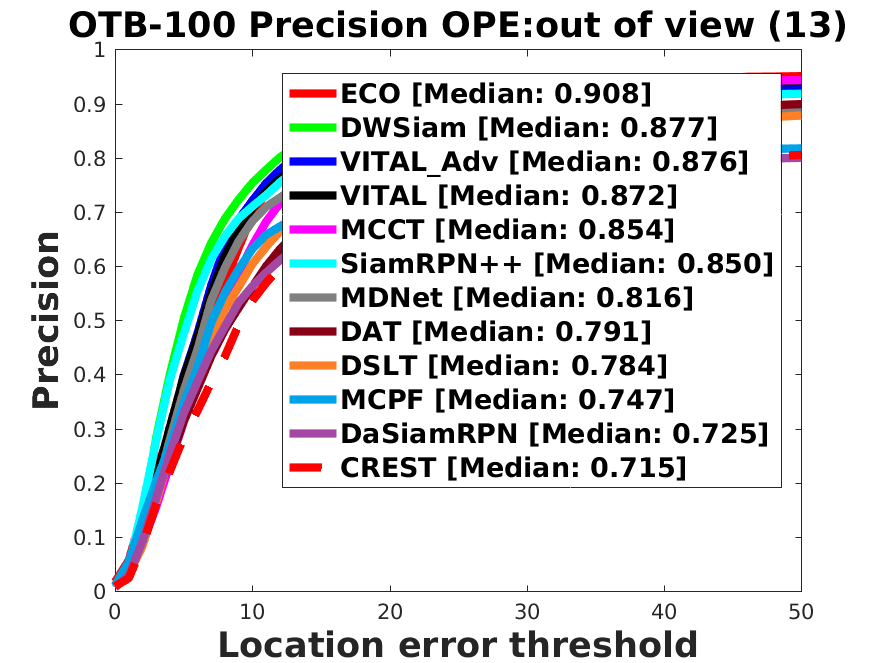 OTB-100 Precision OPE:out of view (13)
1
0.9
0.8
0.7
0.6
0.5
0.4
0.3
0.2
0.1
0
Precision
ECO [Median: 0.908]
DWSiam [Median: 0.877]
VITAL_Adv [Median: 0.876]
VITAL [Median: 0.872]
MCCT [Median: 0.854]
SiamRPN++ [Median: 0.850]
MDNet [Median: 0.816]
DAT [Median: 0.791]
DSLT [Median: 0.784]
MCPF [Median: 0.747]
DaSiamRPN [Median: 0.725]
CREST [Median: 0.715]
0 10 20 30 40 50
Location error threshold